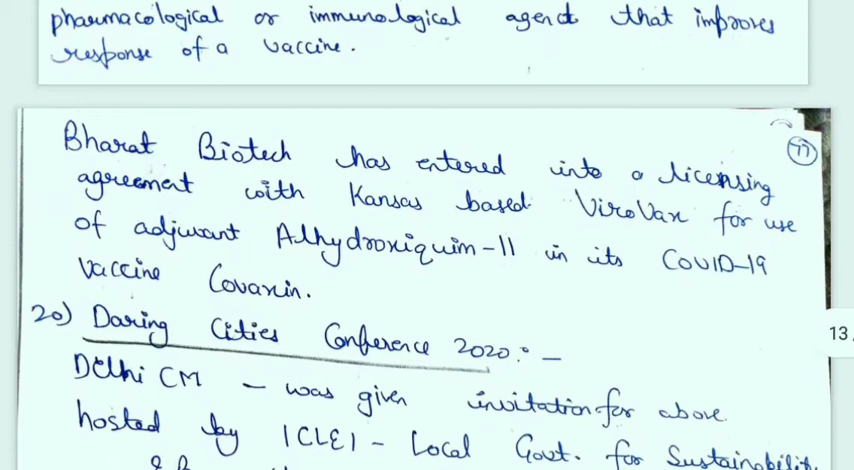 pharmacological or immunological agent that improves
response of a vaccine.
77
Bharat Biotech has entered into a licensing
agreement with Kansas based ViroVax for use
of adjuvant Alhydroxiquim-II in its COVID-19
vaccine Covaxin.
20) Daring Cities Conference 2020:-
13
Delhi CM - was given invitation for above
hosted by ICLEI - Local Govt. for Sustainability